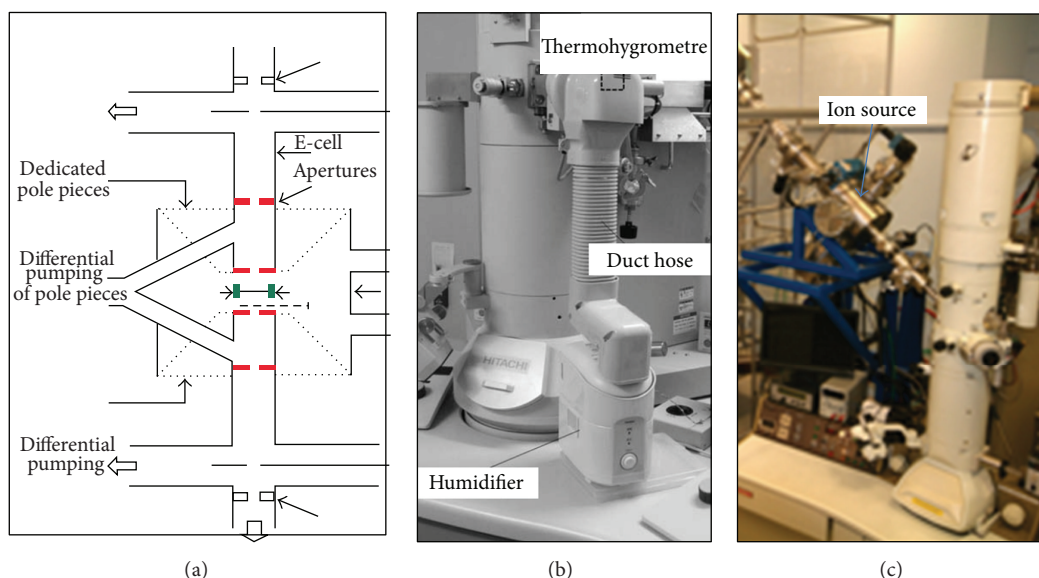 E-cell
Dedicated
pole pieces
Apertures
Differential
pumping
of pole pieces
Differential
pumping
(a)
Thermohygrometre
Duct hose
HITACHI
Humidifier
(b)
Ion source
(c)